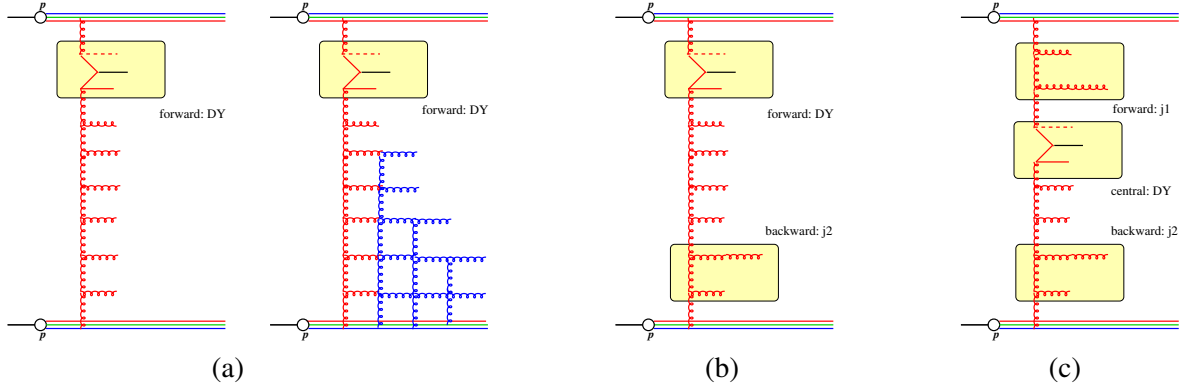 p p p p
forward: DY forward: DY forward: DY forward: j1
central: DY
backward: j2 backward: j2
p p p p
(a) (b) (c)